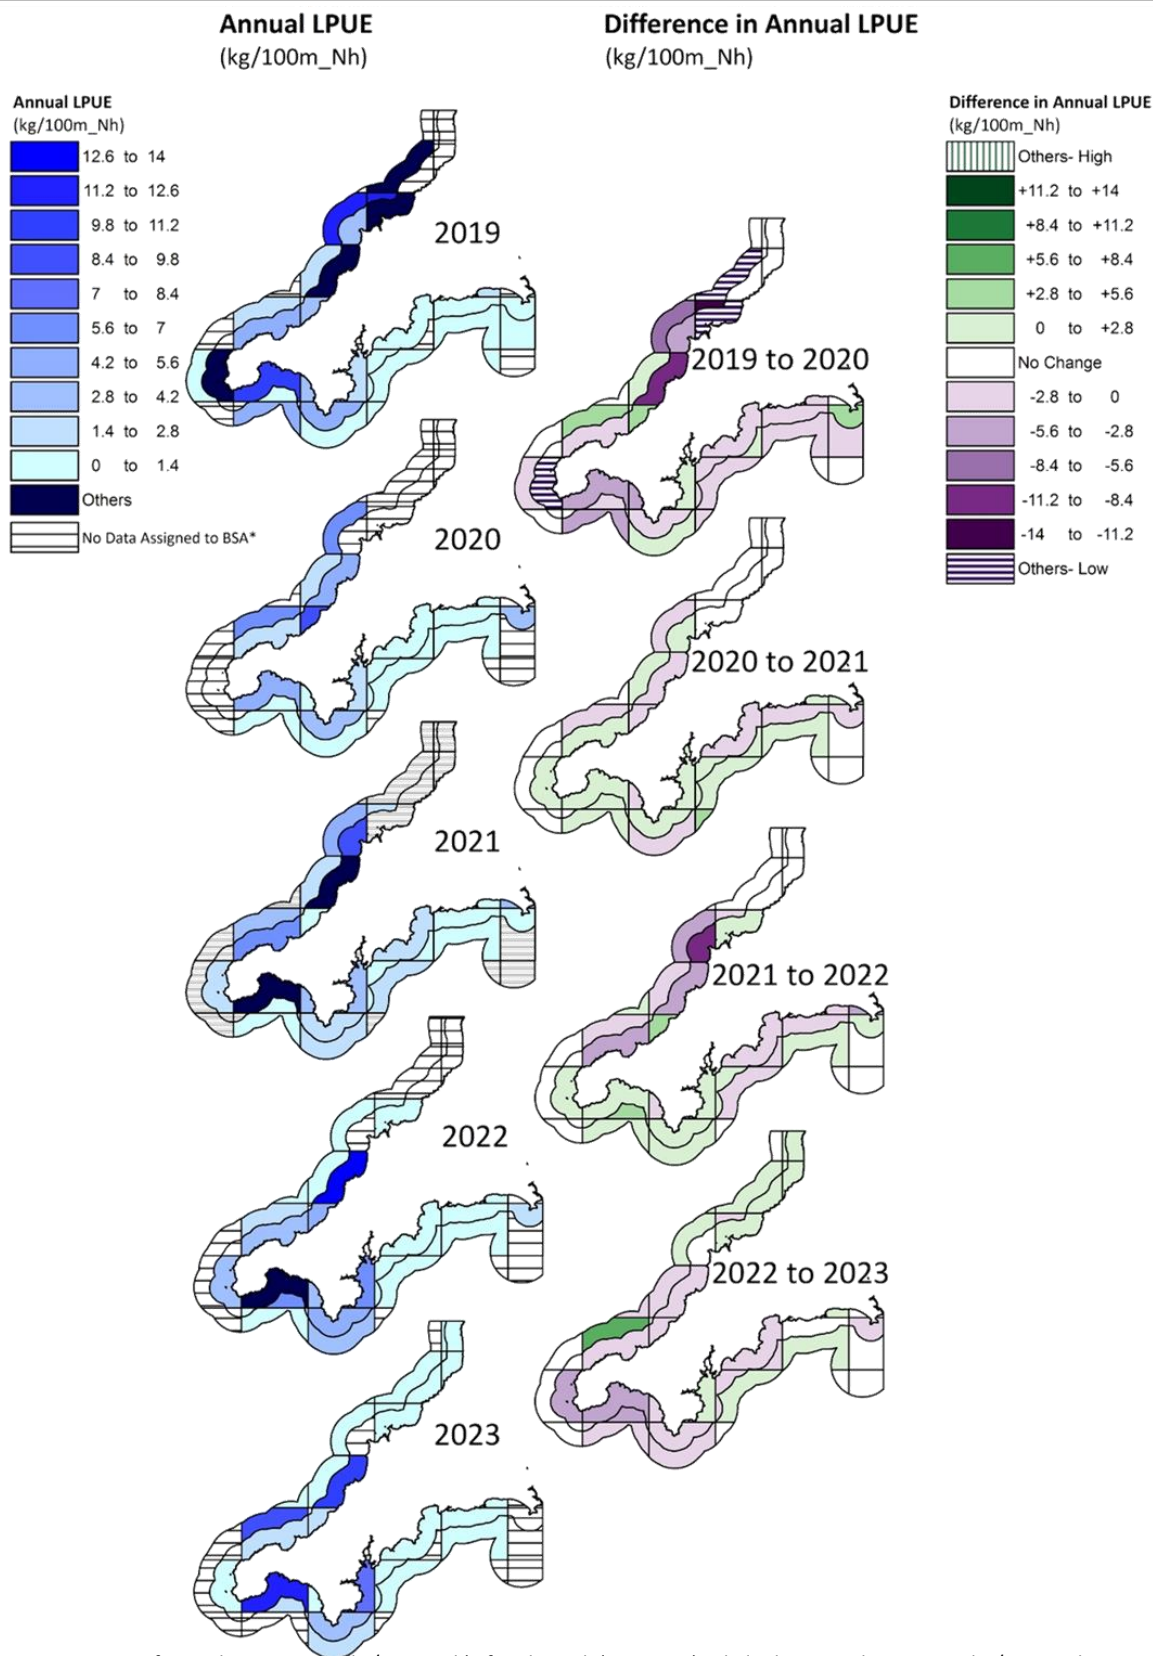 Annual LPUE
(kg/100m_Nh)
Difference in Annual LPUE
(kg/100m_Nh)
Annual LPUE
(kg/100m_Nh)
12.6 to 14
11.2 to 12.6
9.8 to 11.2
8.4 to 9.8
7 to 8.4
5.6 to 7
4.2 to 5.6
2.8 to 4.2
1.4 to 2.8
0 to 1.4
Others
No Data Assigned to BSA*
Difference in Annual LPUE
(kg/100m_Nh)
Others- High
+11.2 to +14
+8.4 to +11.2
+5.6 to +8.4
+2.8 to +5.6
0 to +2.8
No Change
-2.8 to 0
-5.6 to -2.8
-8.4 to -5.6
-11.2 to -8.4
-14 to -11.2
Others- Low
2019
2019 to 2020
2020
2020 to 2021
2021
2021 to 2022
2022
2022 to 2023
2023